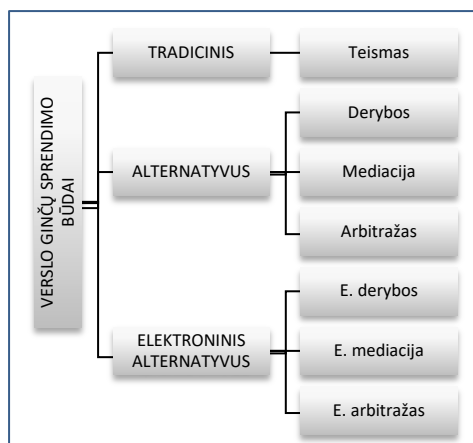 VERSLO GINČŲ SPRENDIMO
BŪDAI
TRADICINIS
Teismas
ALTERNATYVUS
Derybos
Mediacija
Arbitražas
ELEKTRONINIS
ALTERNATYVUS
E. derybos
E. mediacija
E. arbitražas